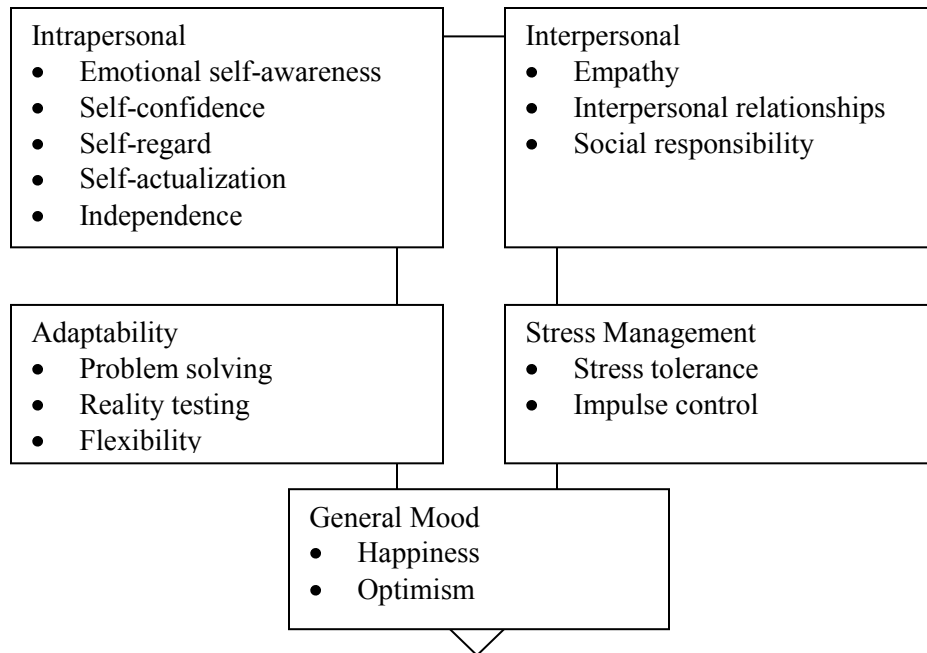 Intrapersonal
• Emotional self-awareness
• Self-confidence
• Self-regard
• Self-actualization
• Independence
Interpersonal
• Empathy
• Interpersonal relationships
• Social responsibility
Adaptability
• Problem solving
• Reality testing
• Flexibility
Stress Management
• Stress tolerance
• Impulse control
General Mood
• Happiness
• Optimism